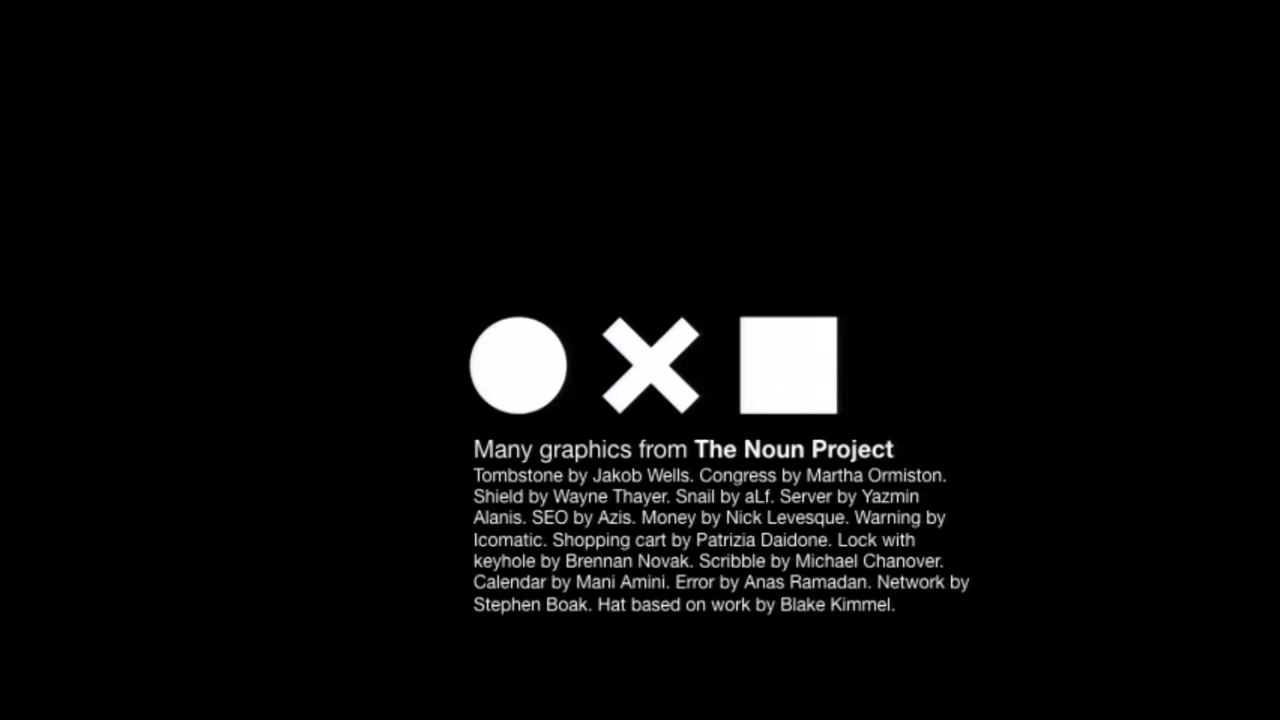 Many graphics from The Noun Project
Tombstone by Jakob Wells. Congress by Martha Ormiston.
Shield by Wayne Thayer. Snail by aLf. Server by Yazmin
Alanis. SEO by Azis. Money by Nick Levesque. Warning by
Icomatic. Shopping cart by Patrizia Daidone. Lock with
keyhole by Brennan Novak. Scribble by Michael Chanover.
Calendar by Mani Amini. Error by Anas Ramadan. Network by
Stephen Boak. Hat based on work by Blake Kimmel.